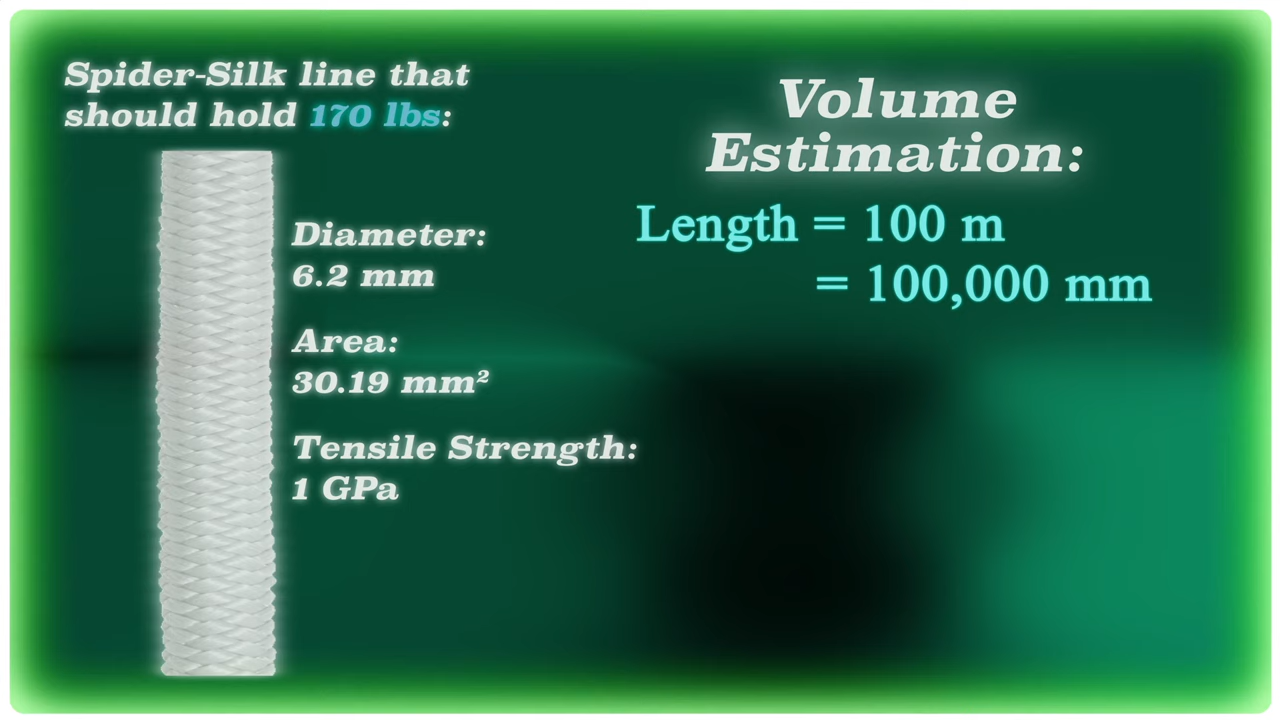 Spider-Silk line that
should hold 170 lbs:
Diameter:
6.2 mm
Area:
30.19 mm²
Tensile Strength:
1 GPa
Volume
Estimation:
Length = 100 m
= 100,000 mm